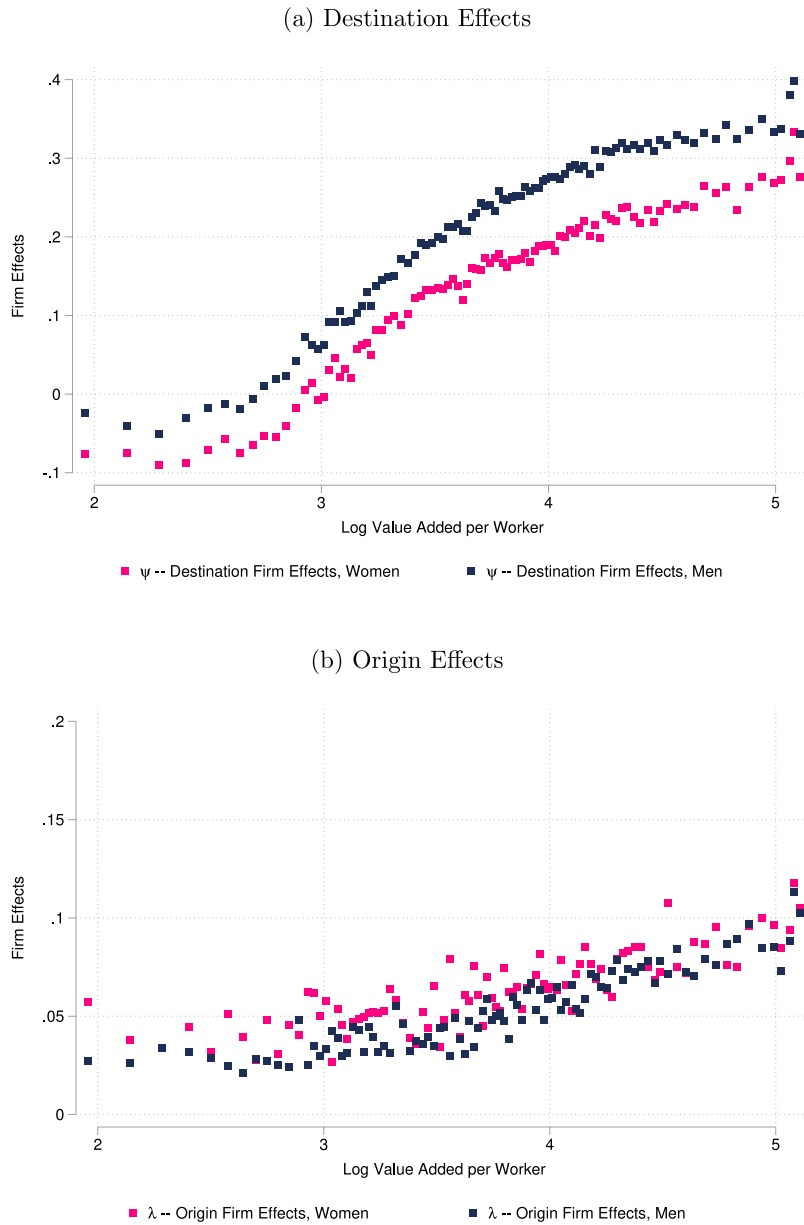 (a) Destination Effects
.4
.3
.2
.1
0
-.1
Firm Effects
2 3 4 5
Log Value Added per Worker
ψ -- Destination Firm Effects, Women ψ -- Destination Firm Effects, Men
(b) Origin Effects
.2
.15
.1
.05
0
Firm Effects
2 3 4 5
Log Value Added per Worker
λ -- Origin Firm Effects, Women λ -- Origin Firm Effects, Men